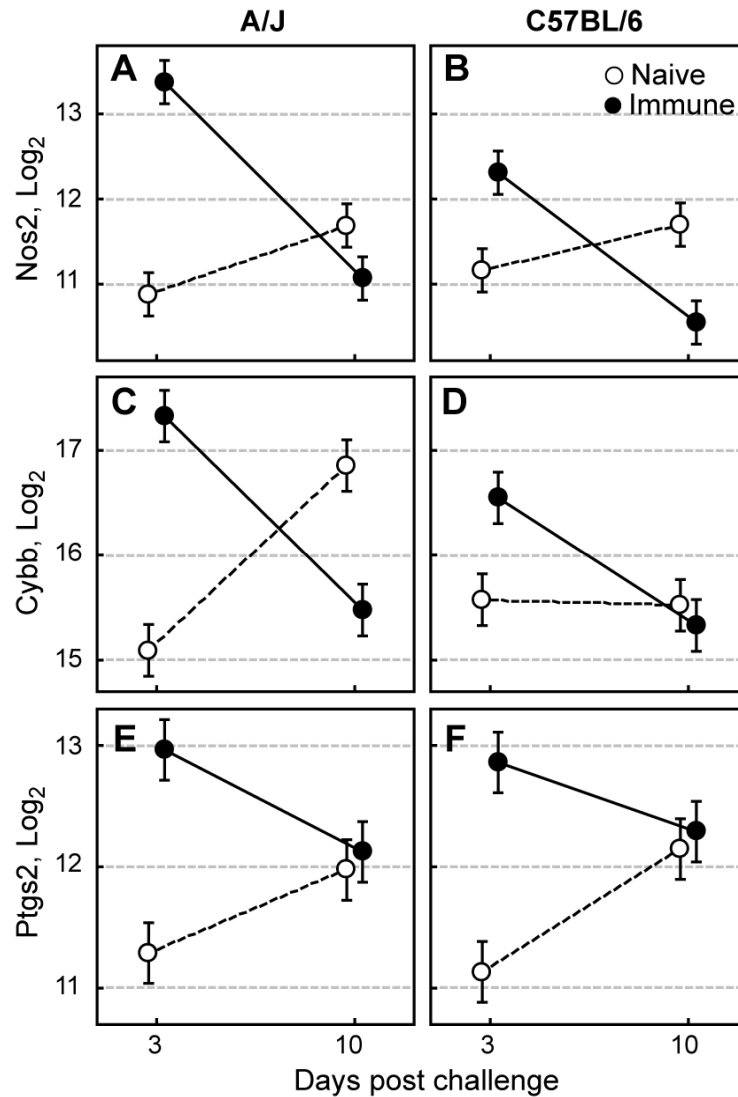 A/J
C57BL/6
A
B
Naive
Immune
13
12
11
Nos2, Log2
C
D
17
16
15
Cybb, Log2
E
F
13
12
11
Ptgs2, Log2
3
10
3
10
Days post challenge